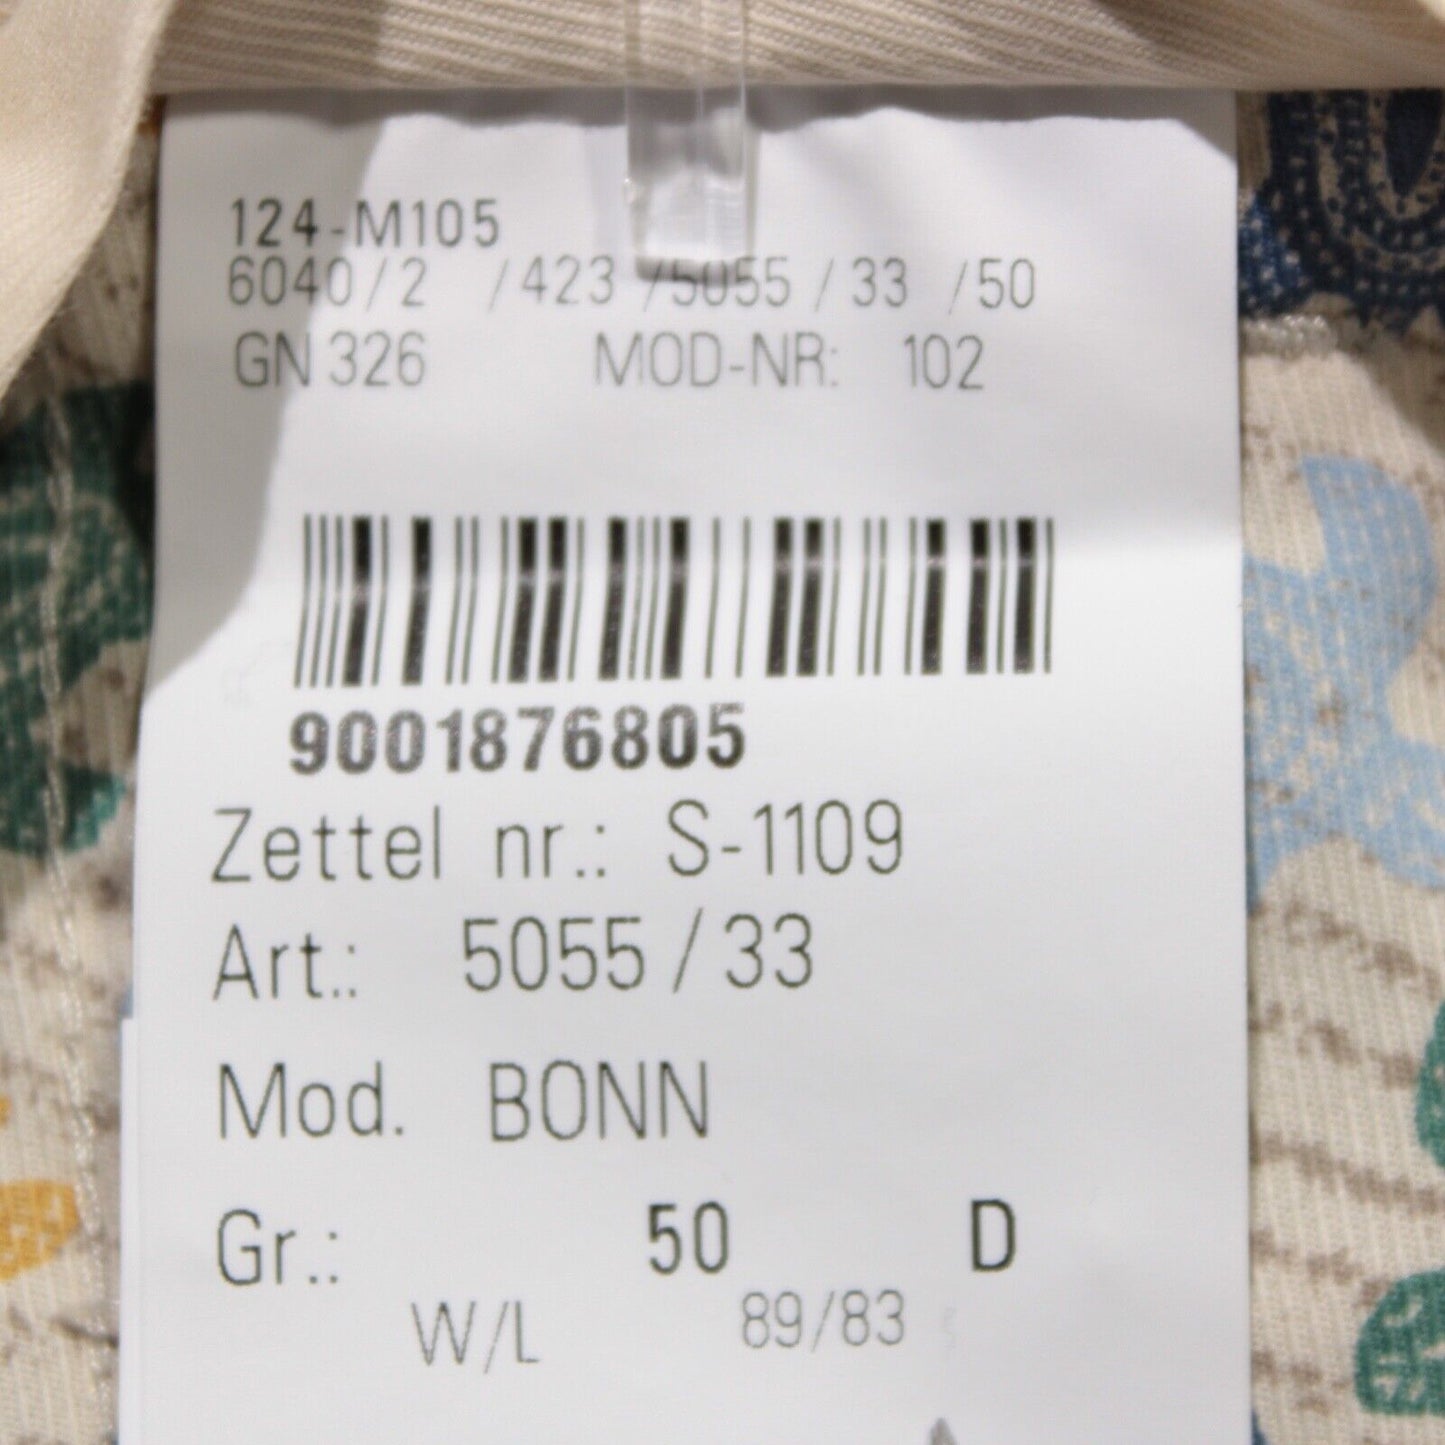 124-M105
6040/2 /423 /5055 /33 /50
GN 326 MOD-NR: 102
9001876805
Zettel nr.: S-1109
Art.: 5055/33
Mod. BONN
Gr.: 50 D
W/L 89/83